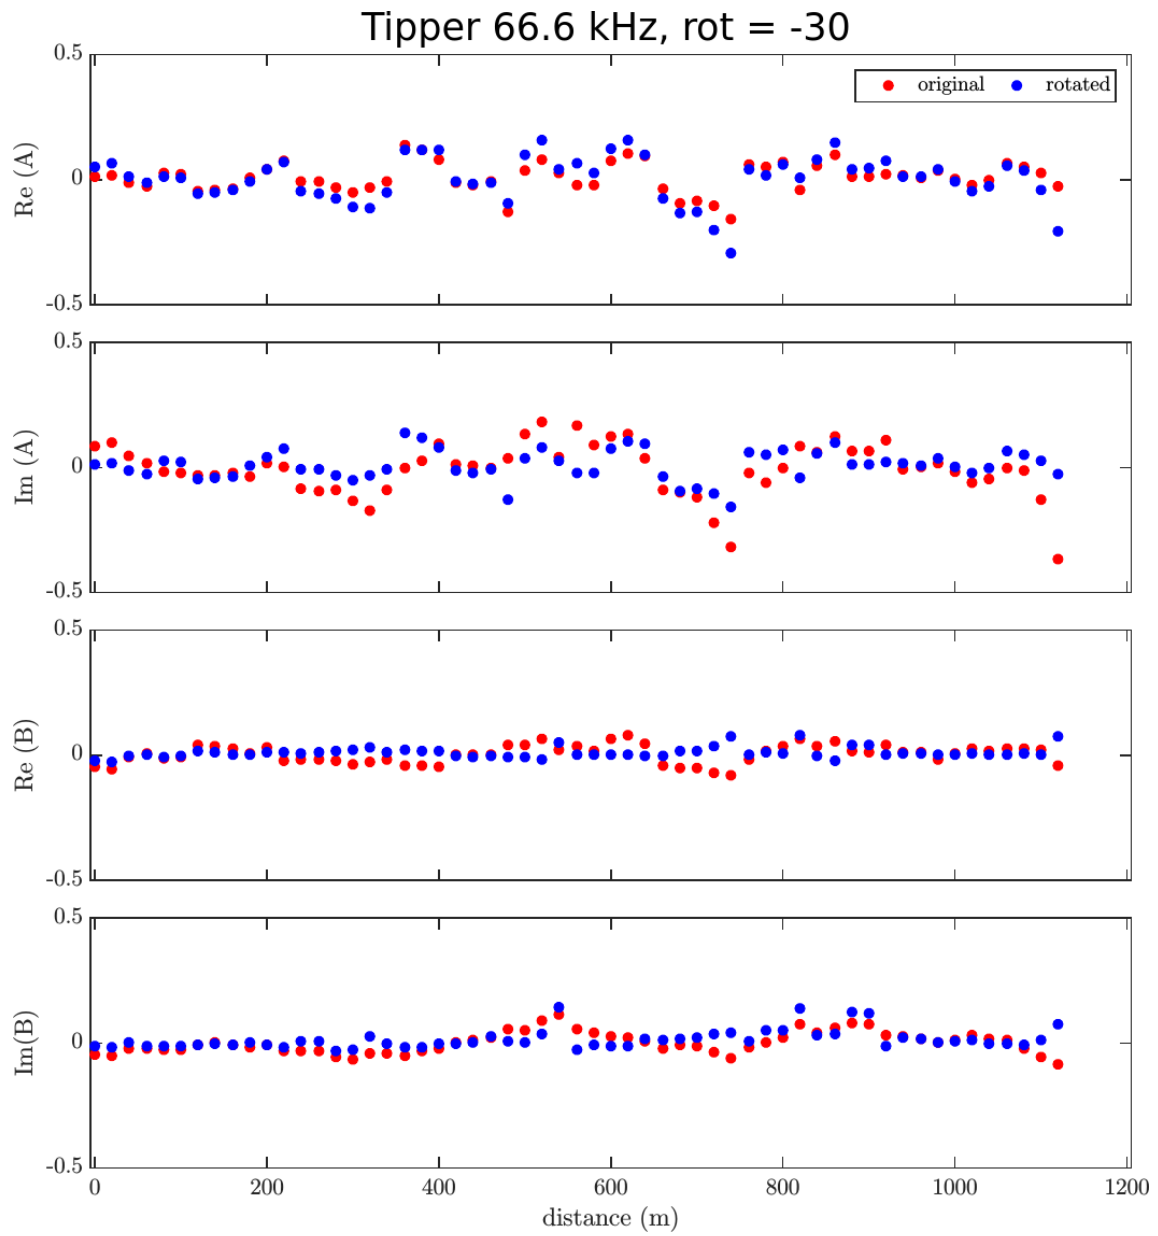 Tipper 66.6 kHz, rot = -30
0.5
original rotated
Re (A)
0
-0.5
0.5
Im (A)
0
-0.5
0.5
Re (B)
0
-0.5
0.5
Im(B)
0
-0.5
0 200 400 600 800 1000 1200
distance (m)